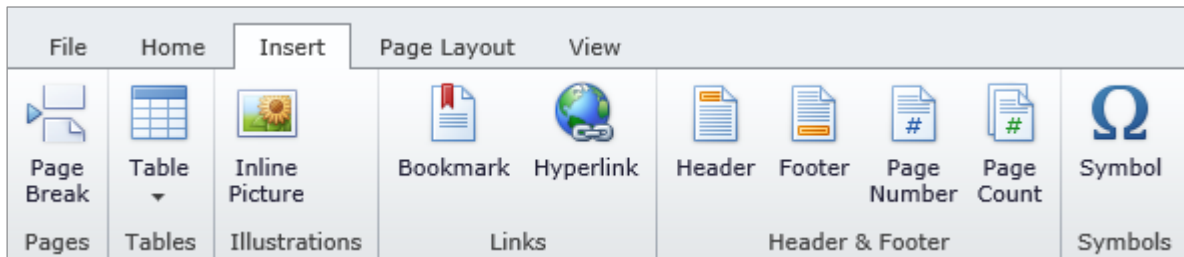 File Home Insert Page Layout View
Page Break Table Inline Picture Bookmark Hyperlink Header Footer Page Number Page Count Symbol
Pages Tables Illustrations Links Header & Footer Symbols